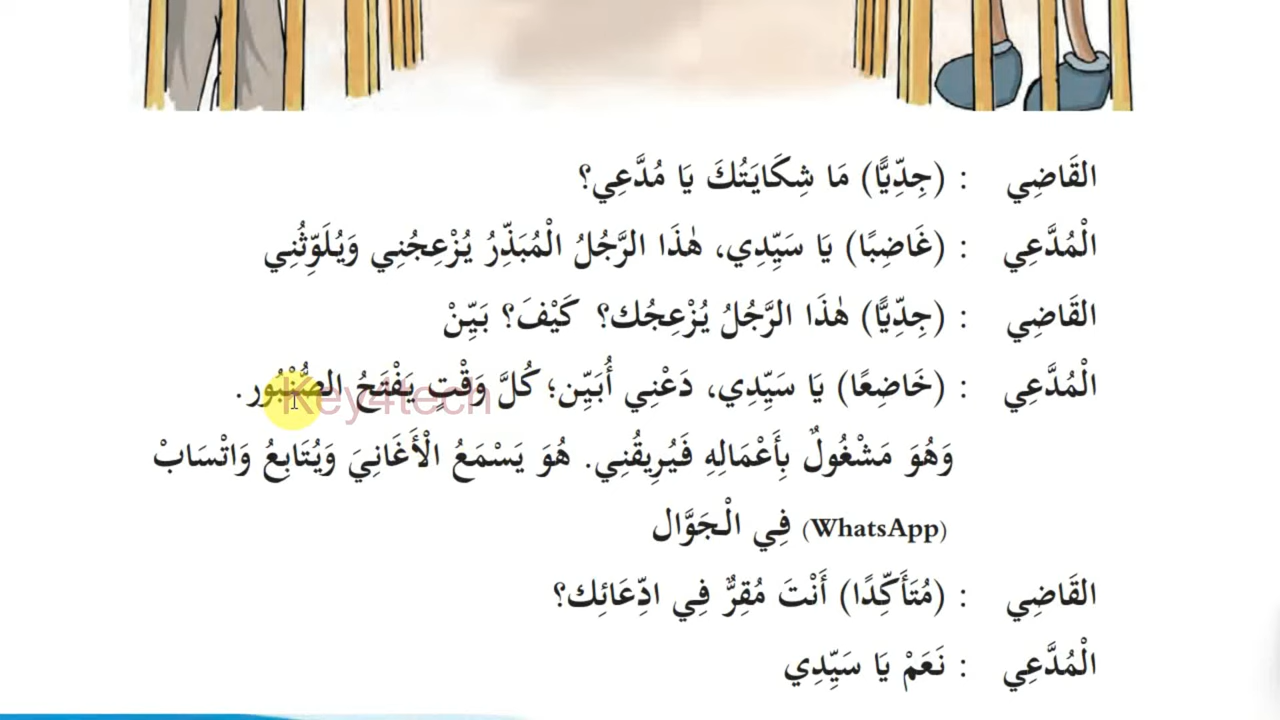 القَاضِي : (جِدِّيًّا) مَا شِكَايَتُكَ يَا مُدَّعِي؟
الْمُدَّعِي : (غَاضِبًا) يَا سَيِّدِي، هٰذَا الرَّجُلُ الْمُبَذِّرُ يُزْعِجُنِي وَيُلَوِّثُنِي
القَاضِي : (جِدِّيًّا) هٰذَا الرَّجُلُ يُزْعِجُك؟ كَيْفَ؟ بَيِّنْ
الْمُدَّعِي : (خَاضِعًا) يَا سَيِّدِي، دَعْنِي أُبَيِّن؛ كُلَّ وَقْتٍ يَفْتَحُ الصُّنْبُور.
Key4tech
وَهُوَ مَشْغُولٌ بِأَعْمَالِهِ فَيُرِيقُنِي. هُوَ يَسْمَعُ الْأَغَانِيَ وَيُتَابِعُ وَاتْسَابْ
(WhatsApp) فِي الْجَوَّال
القَاضِي : (مُتَأَكِّدًا) أَنْتَ مُقِرٌّ فِي ادِّعَائِك؟
الْمُدَّعِي : نَعَمْ يَا سَيِّدِي